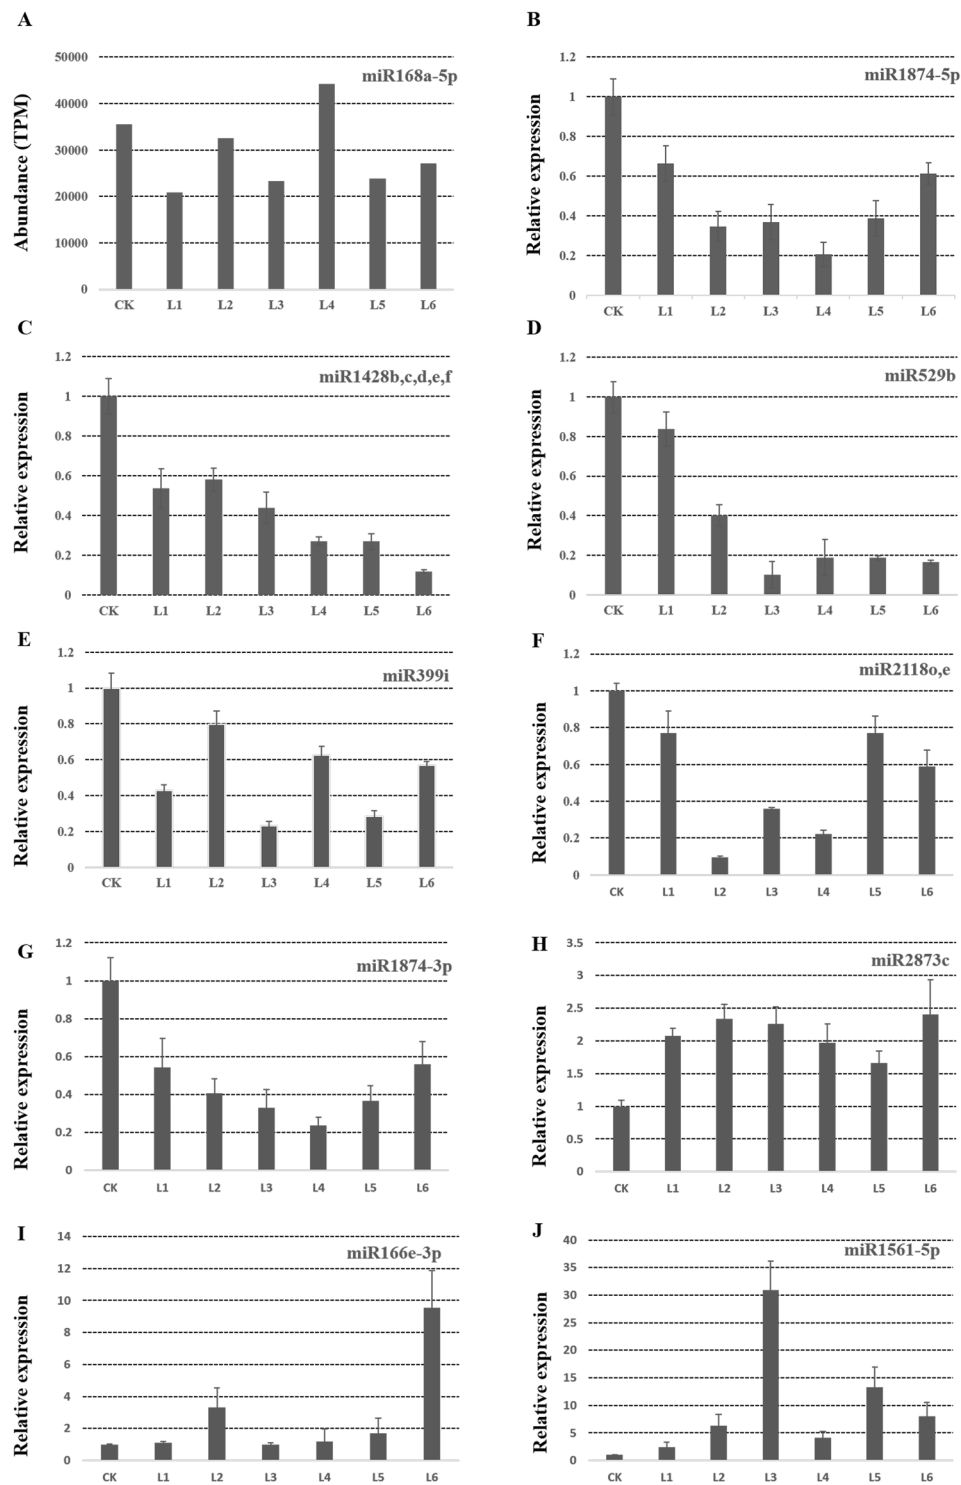 A
miR168a-5p
Abundance (TPM)
50000
40000
30000
20000
10000
0
CK L1 L2 L3 L4 L5 L6
B
miR1874-5p
Relative expression
1.2
1
0.8
0.6
0.4
0.2
0
CK L1 L2 L3 L4 L5 L6
C
miR1428b,c,d,e,f
Relative expression
1.2
1
0.8
0.6
0.4
0.2
0
CK L1 L2 L3 L4 L5 L6
D
miR529b
Relative expression
1.2
1
0.8
0.6
0.4
0.2
0
CK L1 L2 L3 L4 L5 L6
E
miR399i
Relative expression
1.2
1
0.8
0.6
0.4
0.2
0
CK L1 L2 L3 L4 L5 L6
F
miR2118o,e
Relative expression
1.2
1
0.8
0.6
0.4
0.2
0
CK L1 L2 L3 L4 L5 L6
G
miR1874-3p
Relative expression
1.2
1
0.8
0.6
0.4
0.2
0
CK L1 L2 L3 L4 L5 L6
H
miR2873c
Relative expression
3.5
3
2.5
2
1.5
1
0.5
0
CK L1 L2 L3 L4 L5 L6
I
miR166e-3p
Relative expression
14
12
10
8
6
4
2
0
CK L1 L2 L3 L4 L5 L6
J
miR1561-5p
Relative expression
40
35
30
25
20
15
10
5
0
CK L1 L2 L3 L4 L5 L6